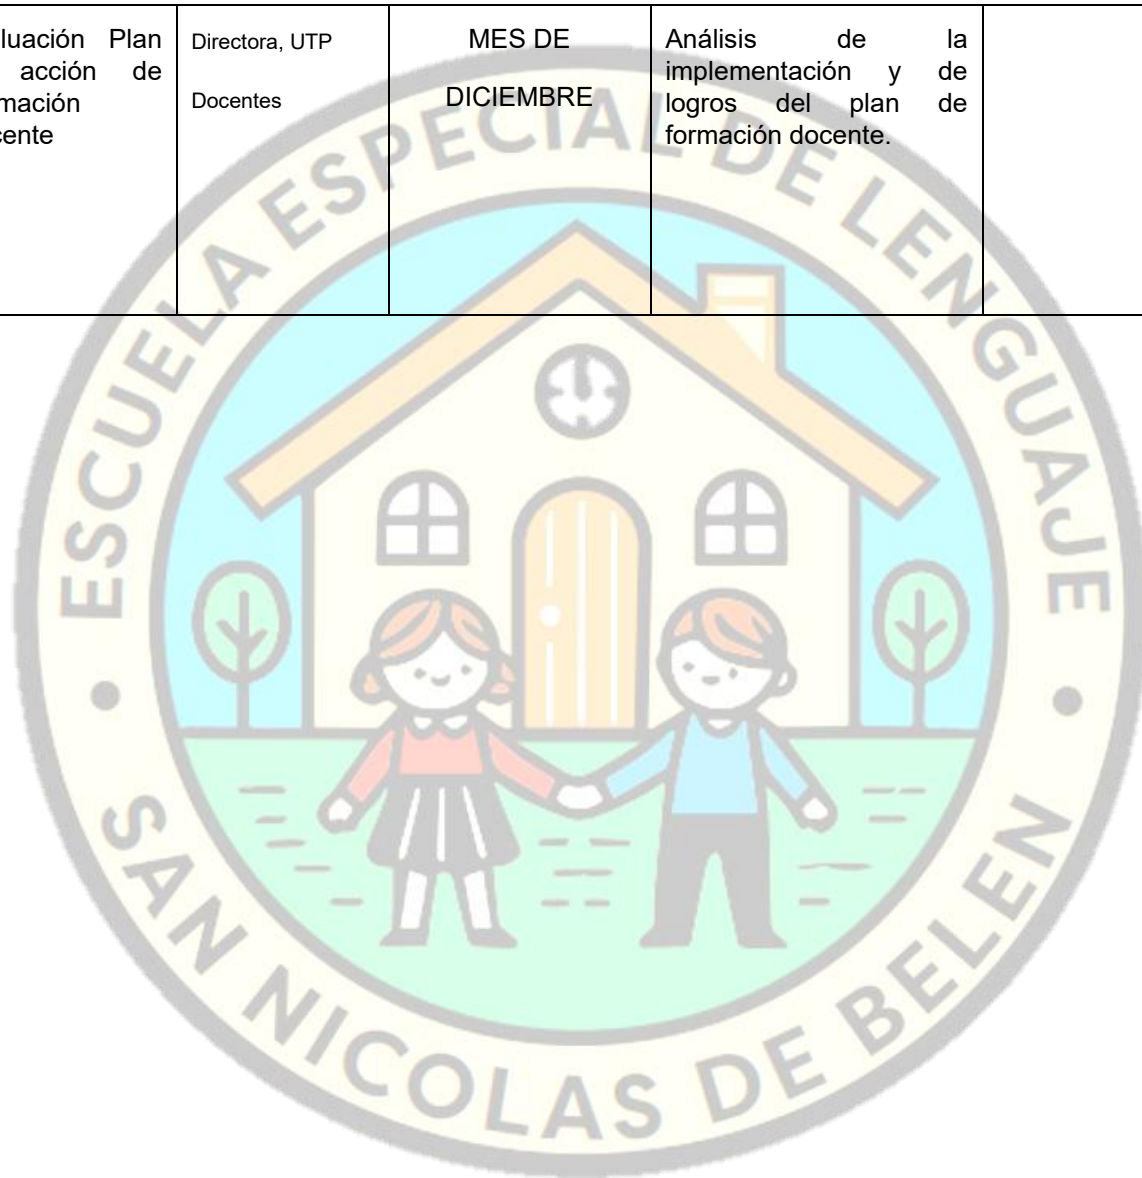 luación Plan
acción de
mación
ente
Directora, UTP
Docentes
MES DE
DICIEMBRE
Análisis de la
implementación y de
logros del plan de
formación docente.
ESCUELA ESPECIAL DE LENGUAJE
SAN NICOLAS DE BELEN